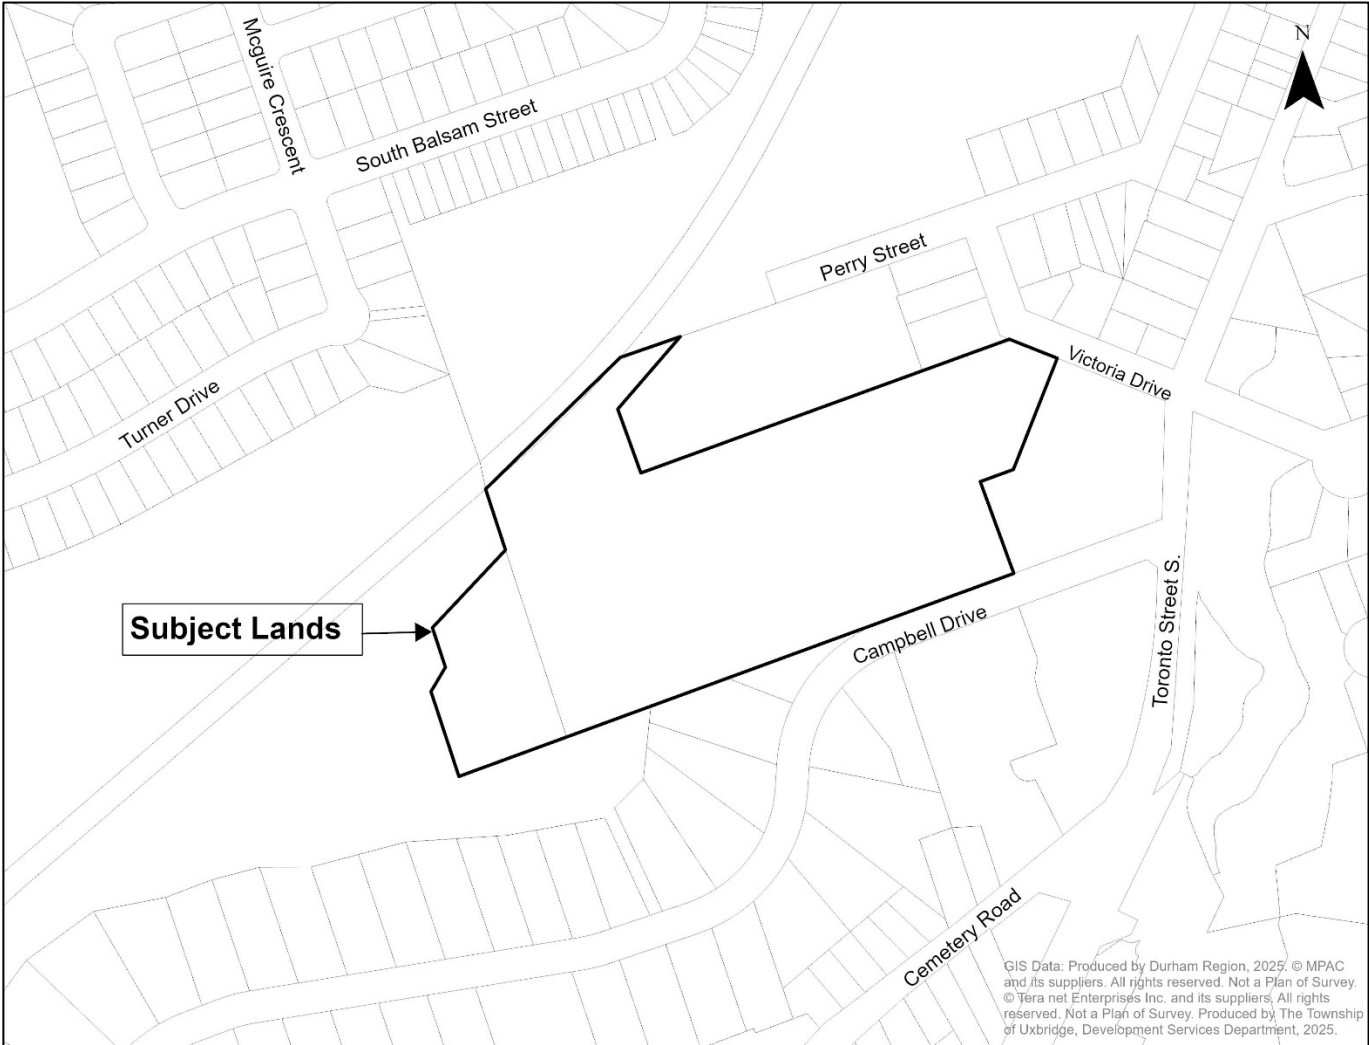 Mcguire Crescent
N
South Balsam Street
Perry Street
Victoria Drive
Turner Drive
Subject Lands
Campbell Drive
Toronto Street S.
Cemetery Road
GIS Data: Produced by Durham Region, 2025. © MPAC
and its suppliers. All rights reserved. Not a Plan of Survey.
© Tera net Enterprises Inc. and its suppliers. All rights
reserved. Not a Plan of Survey. Produced by The Township
of Uxbridge, Development Services Department, 2025.